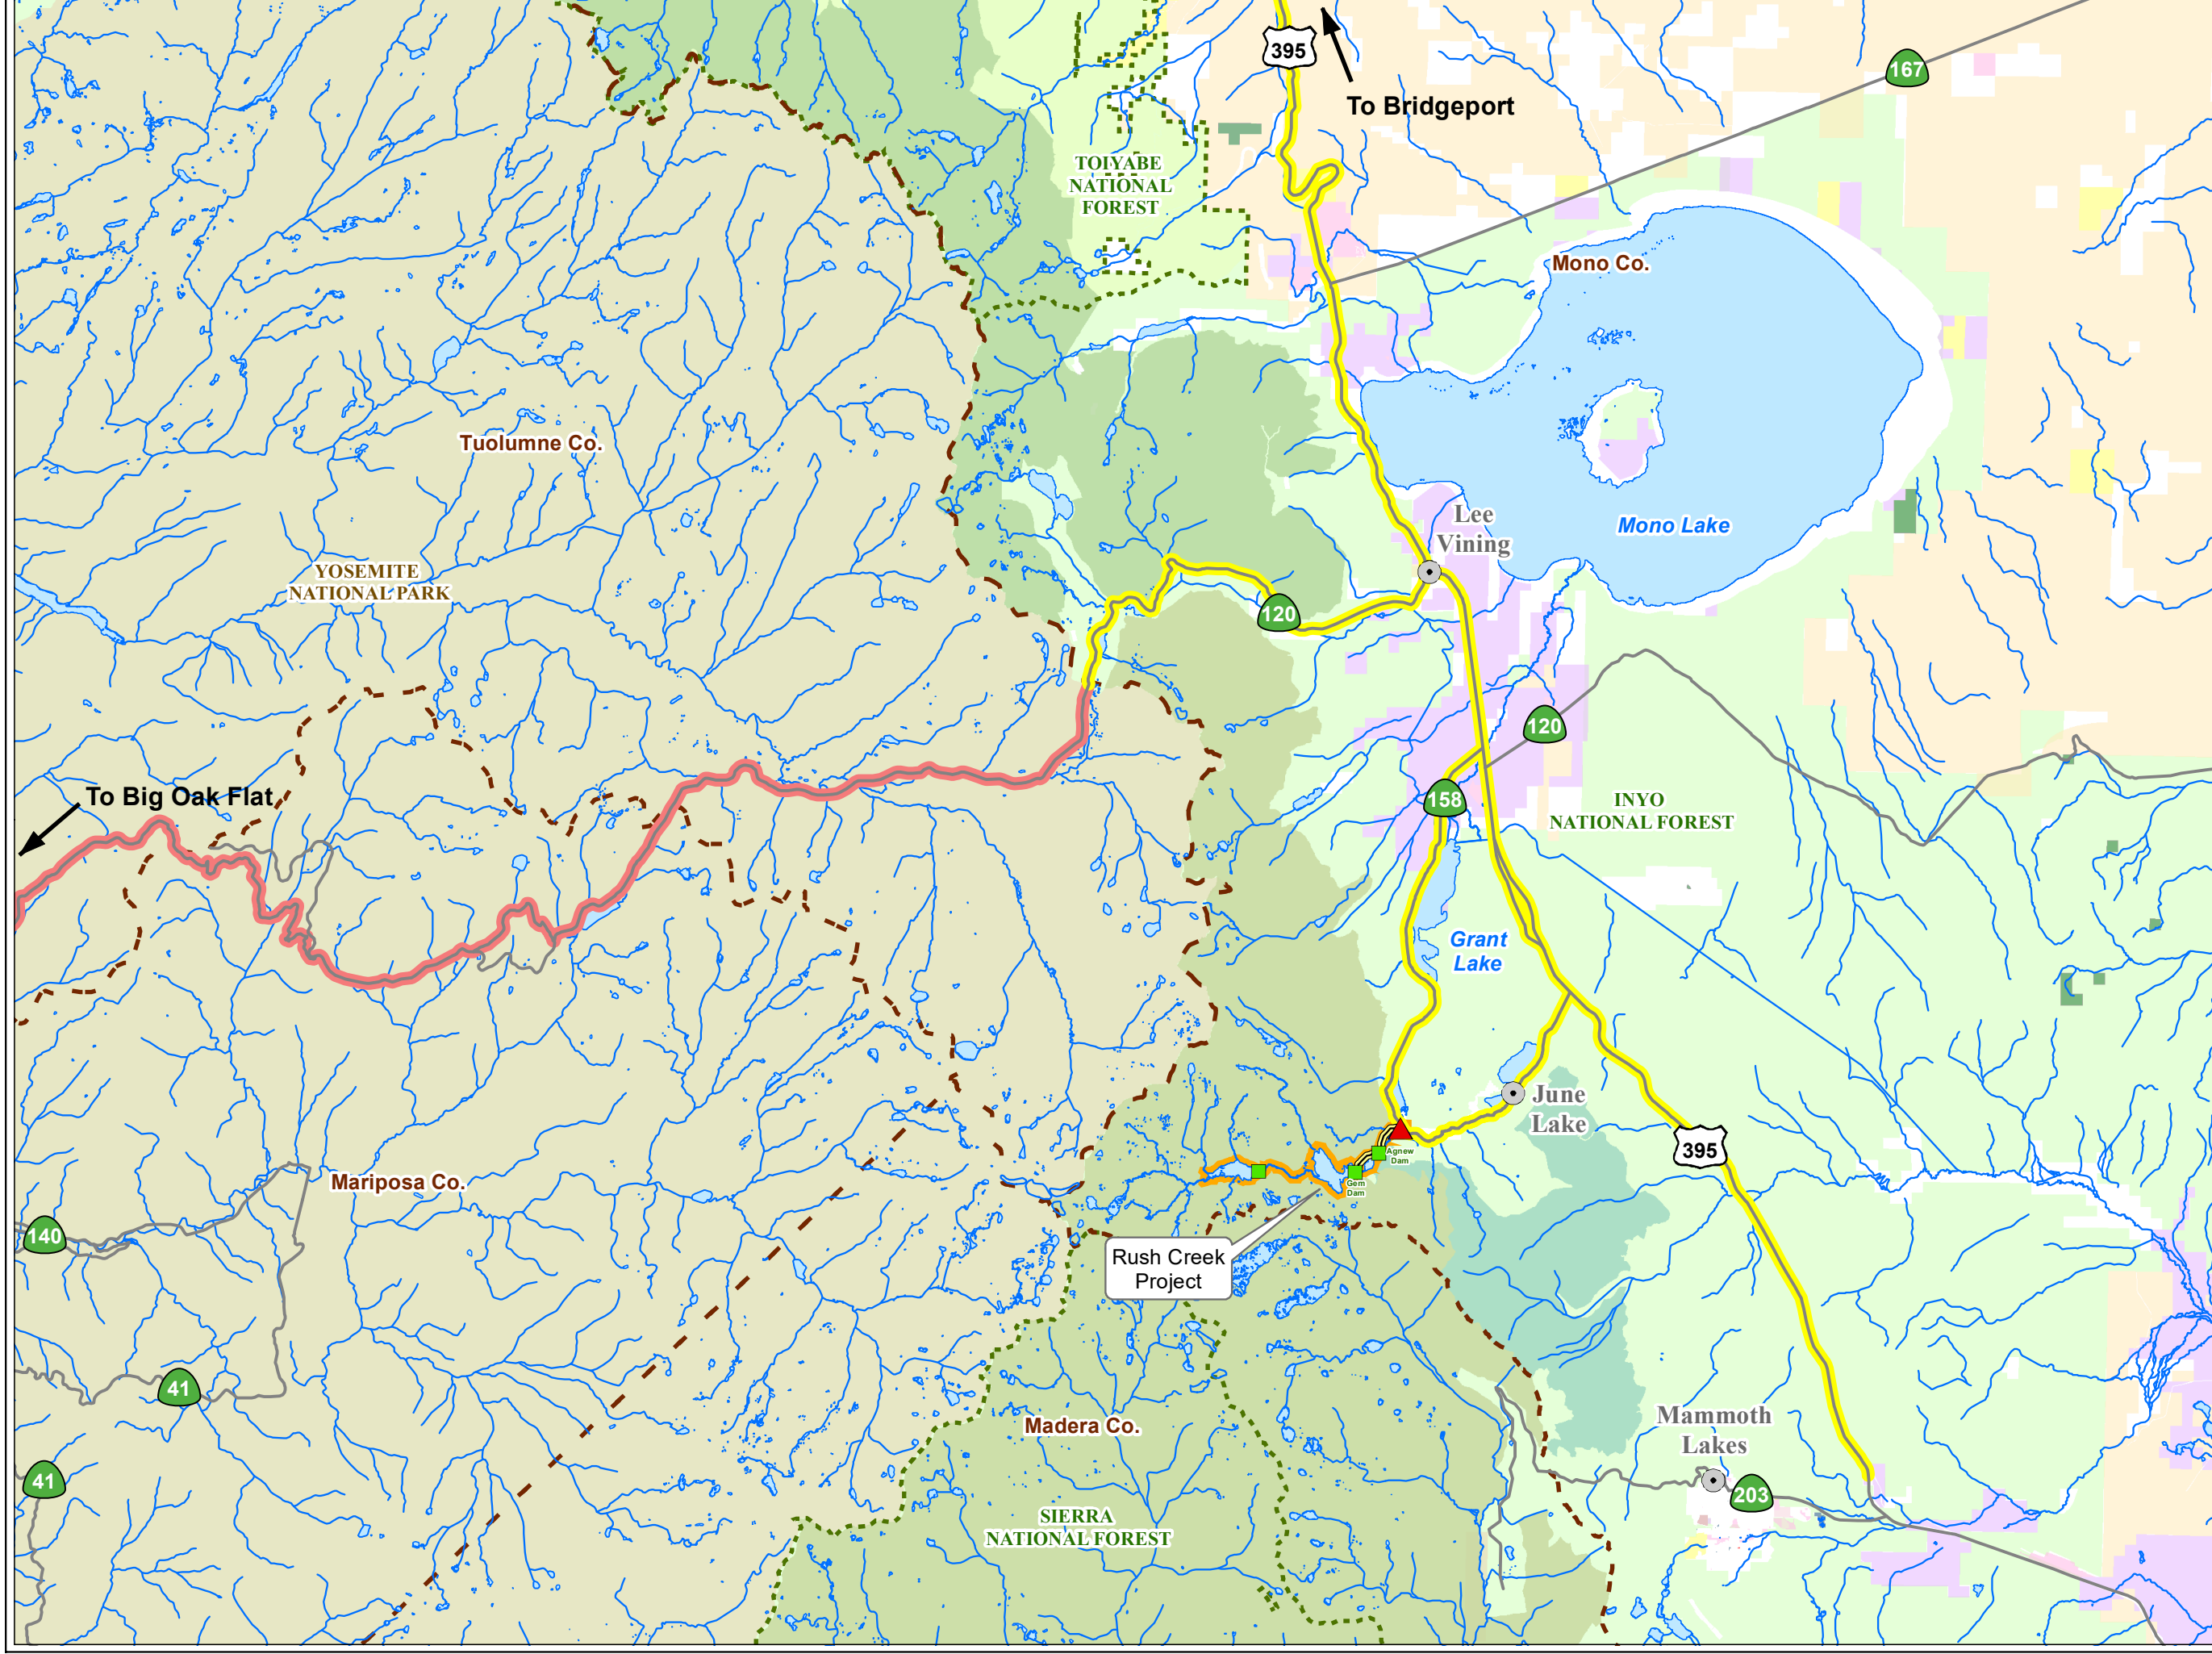 395
167
To Bridgeport
TOIYABE
NATIONAL
FOREST
Mono Co.
Tuolumne Co.
Lee
Vining
Mono Lake
YOSEMITE
NATIONAL PARK
120
120
To Big Oak Flat
158
INYO
NATIONAL FOREST
Grant
Lake
June
Lake
395
Agnew
Dam
Gem
Dam
Mariposa Co.
140
Rush Creek
Project
41
Madera Co.
Mammoth
Lakes
41
203
SIERRA
NATIONAL FOREST